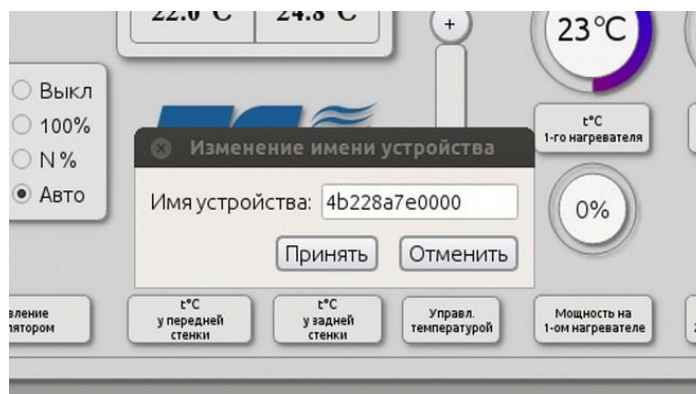 22.0°C 24.8°C
+
23°C
Выкл
100%
N %
Авто
t°C
1-го нагревателя
Изменение имени устройства
Имя устройства: 4b228a7e0000
Принять Отменить
0%
t°C
у передней
стенки
t°C
у задней
стенки
Управл.
температурой
Мощность на
1-ом нагревателе